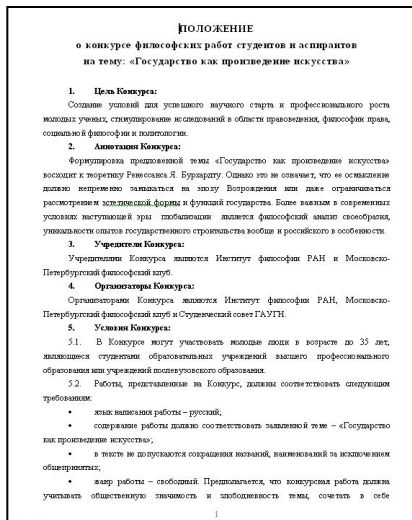 ПОЛОЖЕНИЕ
о конкурсе философских работ студентов и аспирантов
на тему: «Государство как произведение искусства»
1. Цель Конкурса:
Создание условий для успешного научного старта и профессионального роста
молодых ученых, стимулирование исследований в области правоведения, философии права,
социальной философии и политологии.
2. Аннотация Конкурса:
Формулировка предложенной темы «Государство как произведение искусства»
восходит к теоретику Ренессанса Я. Буркхардту. Однако это не означает, что ее осмысление
должно непременно замыкаться на эпоху Возрождения или даже ограничиваться
рассмотрением эстетической формы и функций государства. Более важным в современных
условиях наступающей эры глобализации является философский анализ своеобразия,
уникальности опытов государственного строительства вообще и российского в особенности.
3. Учредители Конкурса:
Учредителями Конкурса являются Институт философии РАН и Московско-
Петербургский философский клуб.
4. Организаторы Конкурса:
Организаторами Конкурса являются Институт философии РАН, Московско-
Петербургский философский клуб и Студенческий совет ГАУГН.
5. Условия Конкурса:
5.1. В Конкурсе могут участвовать молодые люди в возрасте до 35 лет,
являющиеся студентами образовательных учреждений высшего профессионального
образования или учреждений послевузовского образования.
5.2. Работы, представленные на Конкурс, должны соответствовать следующим
требованиям:
• язык написания работы – русский;
• содержание работы должно соответствовать заявленной теме – «Государство
как произведение искусства»;
• в тексте не допускаются сокращения названий, наименований за исключением
общепринятых;
• жанр работы – свободный. Предполагается, что конкурсная работа должна
учитывать общественную значимость и злободневность темы, сочетать в себе
1